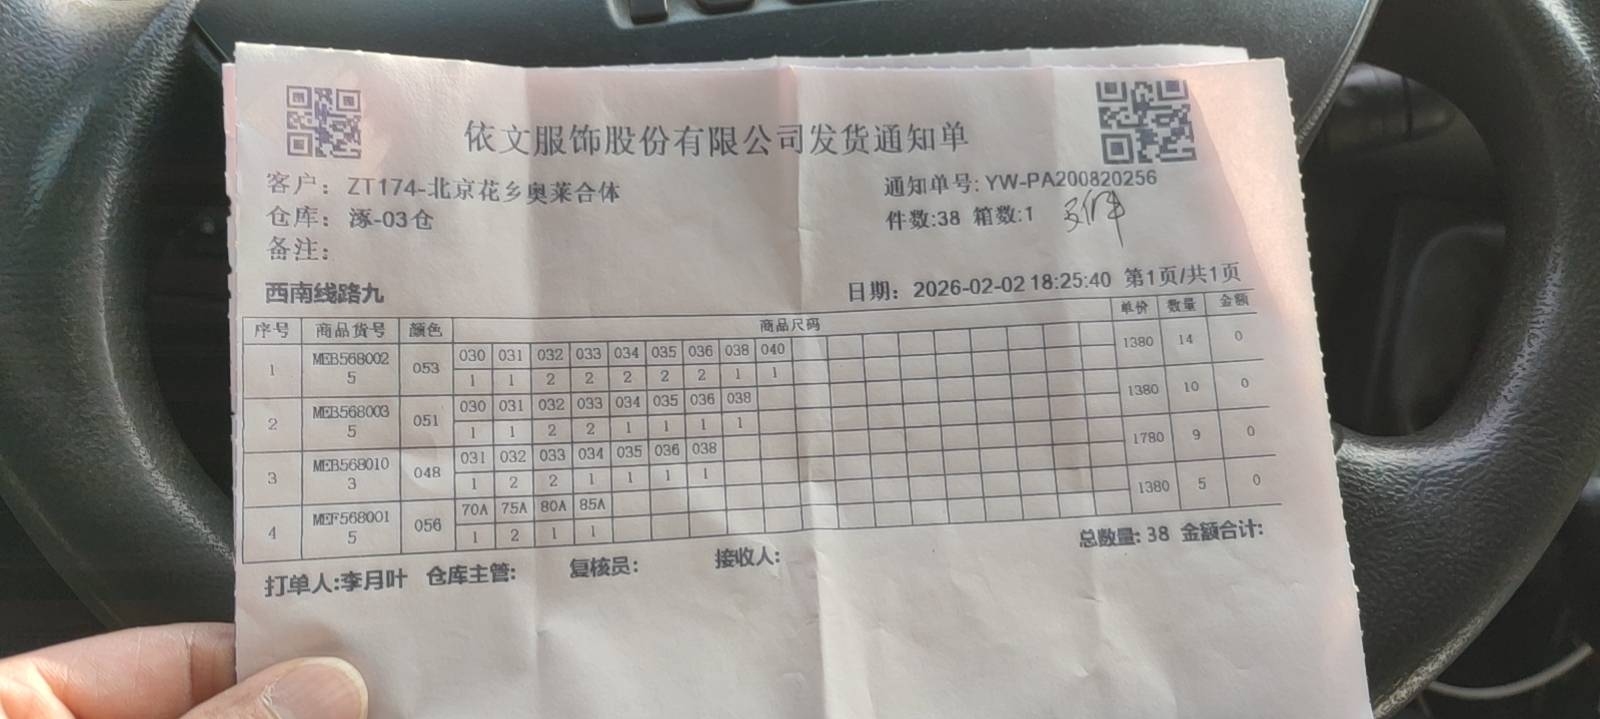 依文服饰股份有限公司发货通知单
客户：ZT174-北京花乡奥莱合体 通知单号: YW-PA200820256
仓库：涿-03仓 件数:38 箱数:1
备注：
西南线路九 日期：2026-02-02 18:25:40 第1页/共1页
序号 商品货号 颜色 商品尺码 单价 数量 金额
1 MEB5680025 053 030 031 032 033 034 035 036 038 040 1380 14 0
1 1 2 2 2 2 2 1 1
2 MEB5680035 051 030 031 032 033 034 035 036 038 1380 10 0
1 1 2 2 1 1 1 1
3 MEB5680103 048 031 032 033 034 035 036 038 1780 9 0
1 2 2 1 1 1 1
4 MEF5680015 056 70A 75A 80A 85A 1380 5 0
1 2 1 1
总数量: 38 金额合计:
打单人:李月叶 仓库主管: 复核员: 接收人: